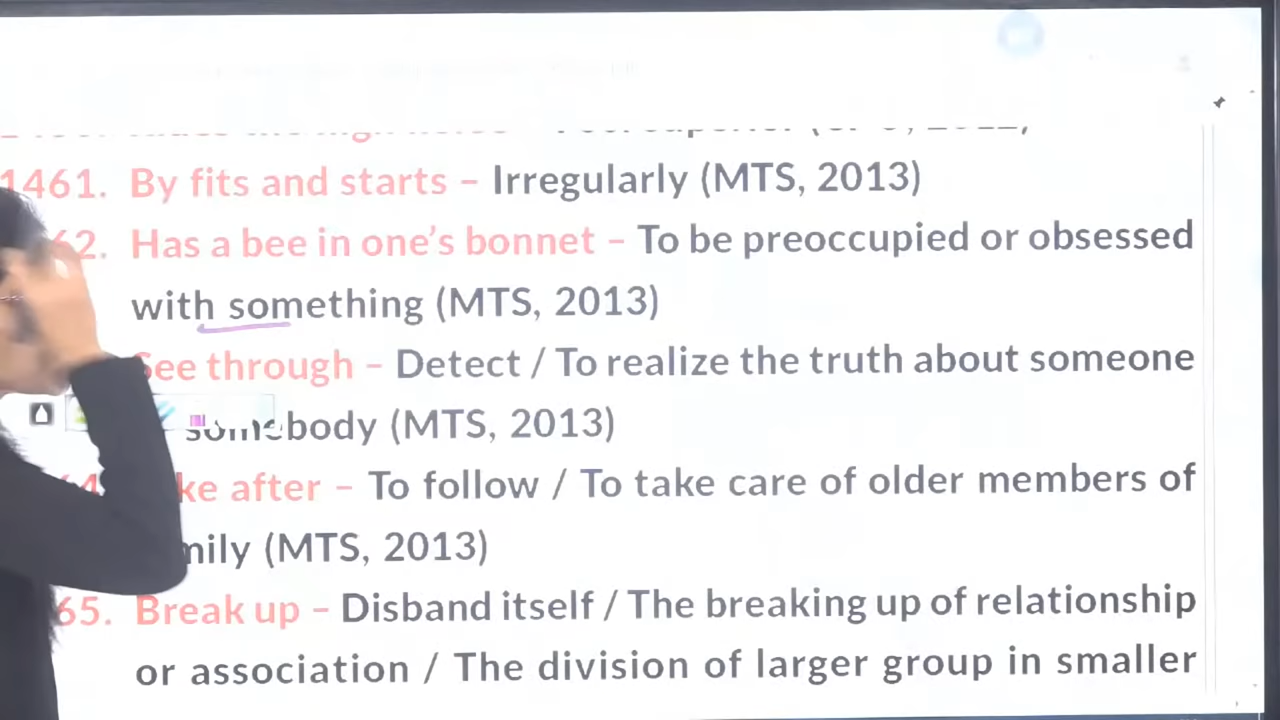 1461. By fits and starts – Irregularly (MTS, 2013)
62. Has a bee in one's bonnet – To be preoccupied or obsessed
with something (MTS, 2013)
See through – Detect / To realize the truth about someone
somebody (MTS, 2013)
ke after – To follow / To take care of older members of
mily (MTS, 2013)
65. Break up – Disband itself / The breaking up of relationship
or association / The division of larger group in smaller